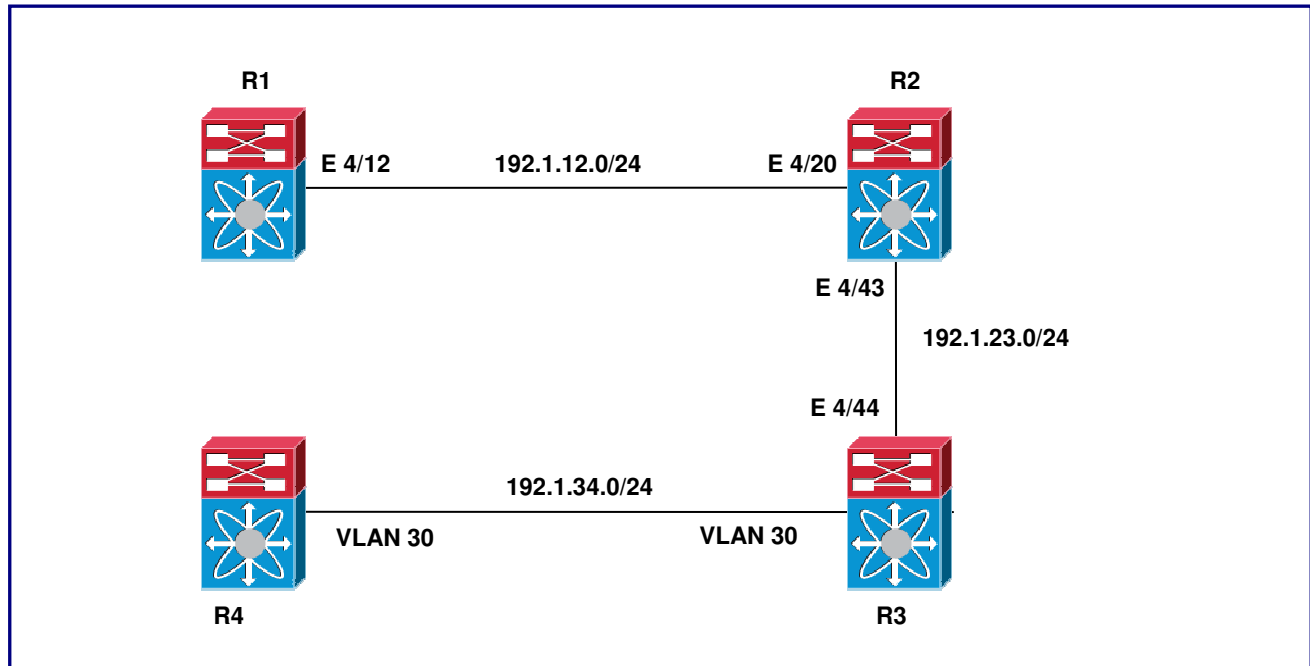 R1
R2
E 4/12
192.1.12.0/24
E 4/20
E 4/43
192.1.23.0/24
E 4/44
192.1.34.0/24
VLAN 30
VLAN 30
R4
R3